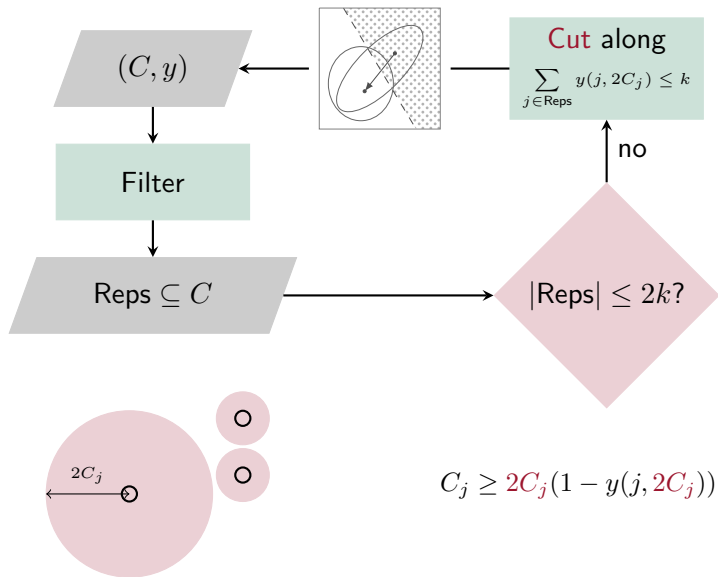 (C, y)
Cut along
∑_{j∈Reps} y(j, 2C_j) ≤ k
Filter
no
Reps ⊆ C
|Reps| ≤ 2k?
2C_j
C_j ≥ 2C_j(1 − y(j, 2C_j))